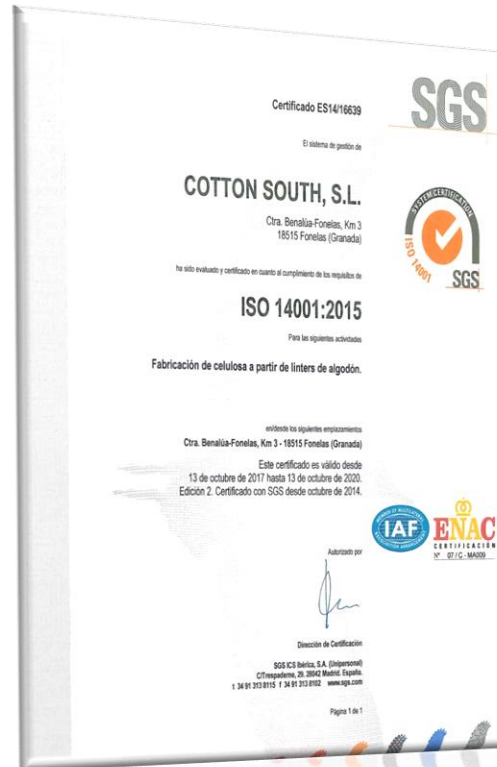 SGS
Certificado ES14/16639
El sistema de gestión de
COTTON SOUTH, S.L.
Ctra. Benalúa-Fonelas, Km 3
18515 Fonelas (Granada)
SYSTEM CERTIFICATION
ISO 14001
SGS
ha sido evaluado y certificado en cuanto al cumplimiento de los requisitos de
ISO 14001:2015
Para las siguientes actividades
Fabricación de celulosa a partir de linters de algodón.
en/desde los siguientes emplazamientos
Ctra. Benalúa-Fonelas, Km 3 - 18515 Fonelas (Granada)
Este certificado es válido desde
13 de octubre de 2017 hasta 13 de octubre de 2020.
Edición 2. Certificado con SGS desde octubre de 2014.
IAF
ENAC
CERTIFICACIÓN
Nº 07 / C - MA009
Autorizado por
Dirección de Certificación
SGS ICS Ibérica, S.A. (Unipersonal)
C/Trespaderne, 29. 28042 Madrid. España.
t 34 91 313 8115 f 34 91 313 8102 www.sgs.com
Página 1 de 1